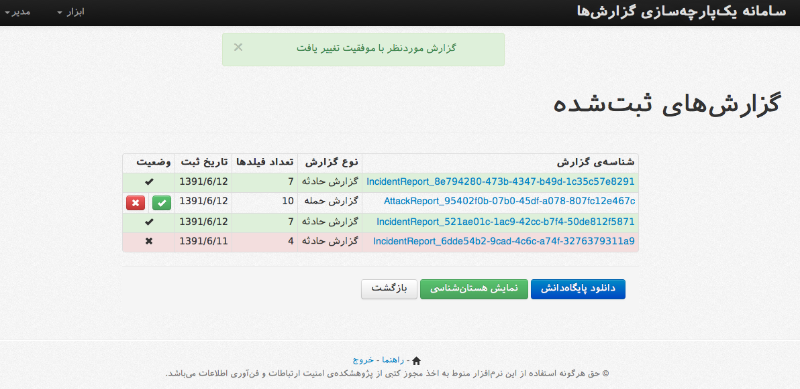 سامانه یک‌پارچه‌سازی گزارش‌ها ابزار مدیر
گزارش موردنظر با موفقیت تغییر یافت ×
گزارش‌های ثبت‌شده
شناسه‌ی گزارش نوع گزارش تعداد فیلدها تاریخ ثبت وضعیت
IncidentReport_8e794280-473b-4347-b49d-1c35c57e8291 گزارش حادثه 7 1391/6/12
AttackReport_95402f0b-07b0-45df-a078-807fc12e467c گزارش حمله 10 1391/6/12
IncidentReport_521ae01c-1ac9-42cc-b7f4-50de812f5871 گزارش حادثه 7 1391/6/12
IncidentReport_6dde54b2-9cad-4c6c-a74f-3276379311a9 گزارش حادثه 4 1391/6/11
دانلود پایگاه‌دانش نمایش هستان‌شناسی بازگشت
- راهنما - خروج
© حق هرگونه استفاده از این نرم‌افزار منوط به اخذ مجوز کتبی از پژوهشکده‌ی امنیت ارتباطات و فن‌آوری اطلاعات می‌باشد.